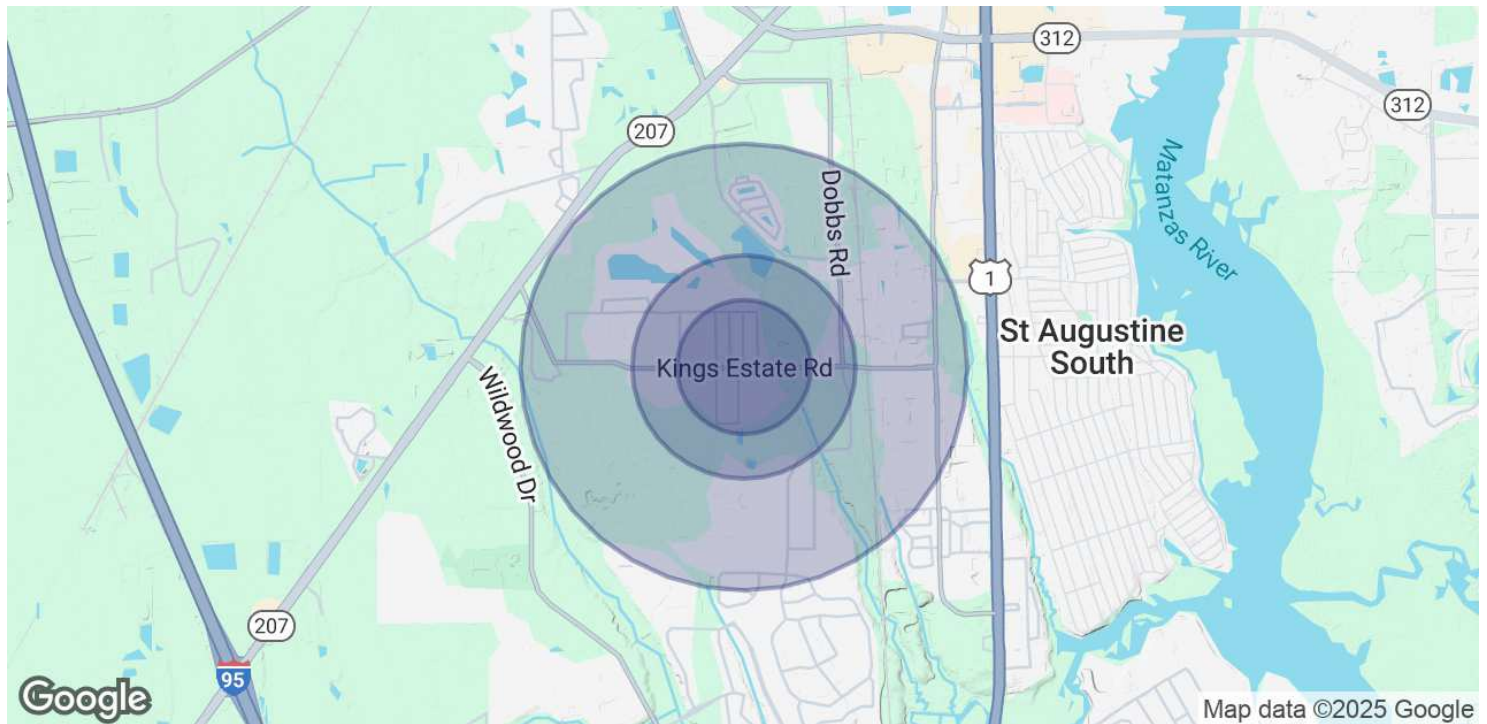 312
312
207
Matanzas River
Dobbs Rd
1
St Augustine
South
Kings Estate Rd
Wildwood Dr
207
95
Google
Map data ©2025 Google